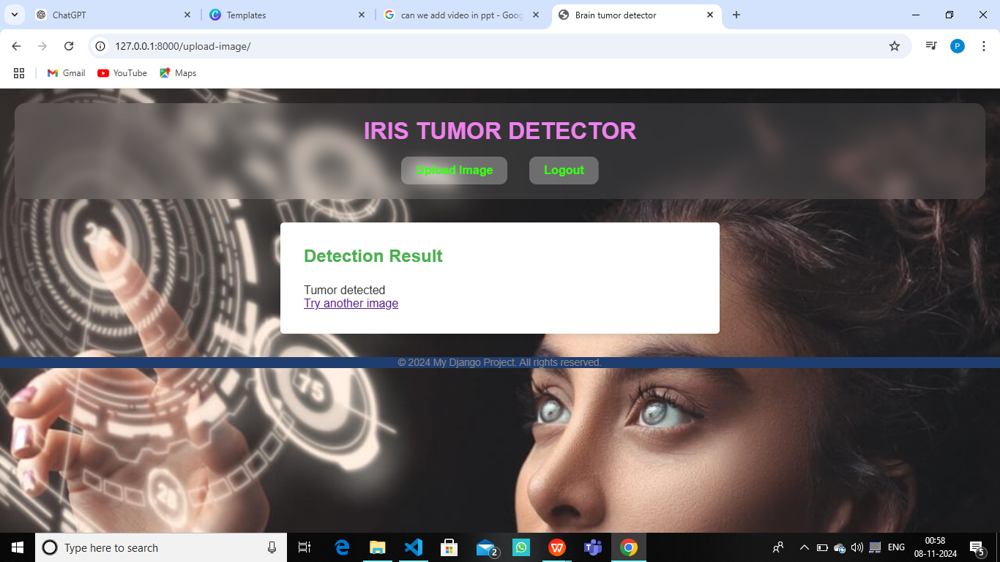 ChatGPT
Templates
can we add video in ppt - Goog
Brain tumor detector
127.0.0.1:8000/upload-image/
P
Gmail
YouTube
Maps
IRIS TUMOR DETECTOR
Upload Image
Logout
Detection Result
Tumor detected
Try another image
© 2024 My Django Project. All rights reserved.
75
Type here to search
2
ENG
00:58
08-11-2024
5